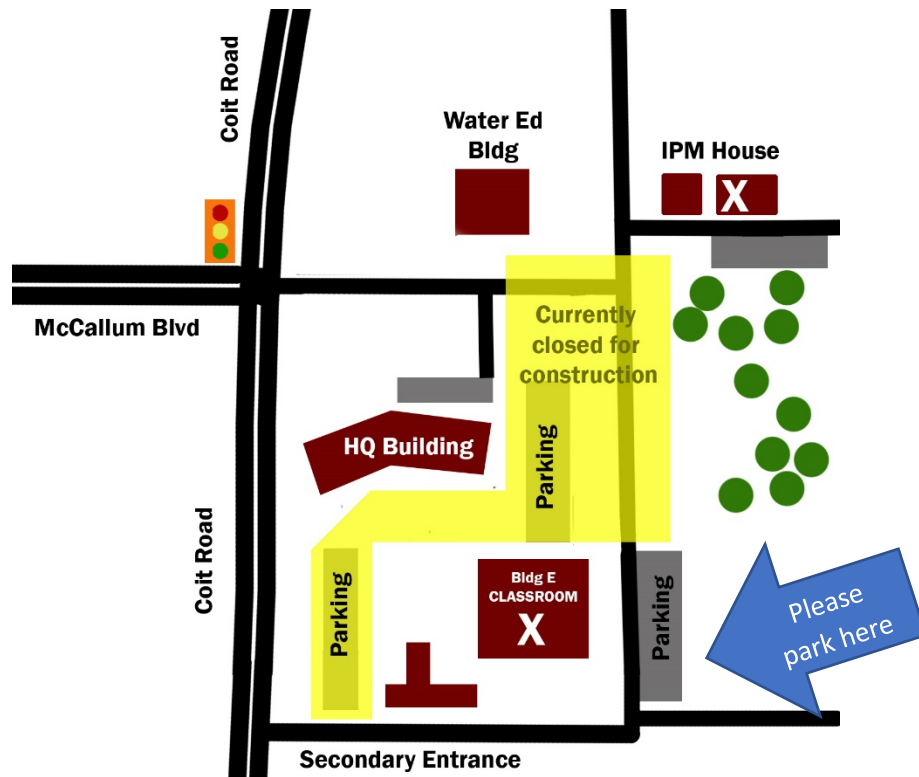 Coit Road
Water Ed
Bldg
IPM House
X
McCallum Blvd
Currently
closed for
construction
HQ Building
Parking
Coit Road
Parking
Bldg E
CLASSROOM
X
Parking
Please
park here
Secondary Entrance